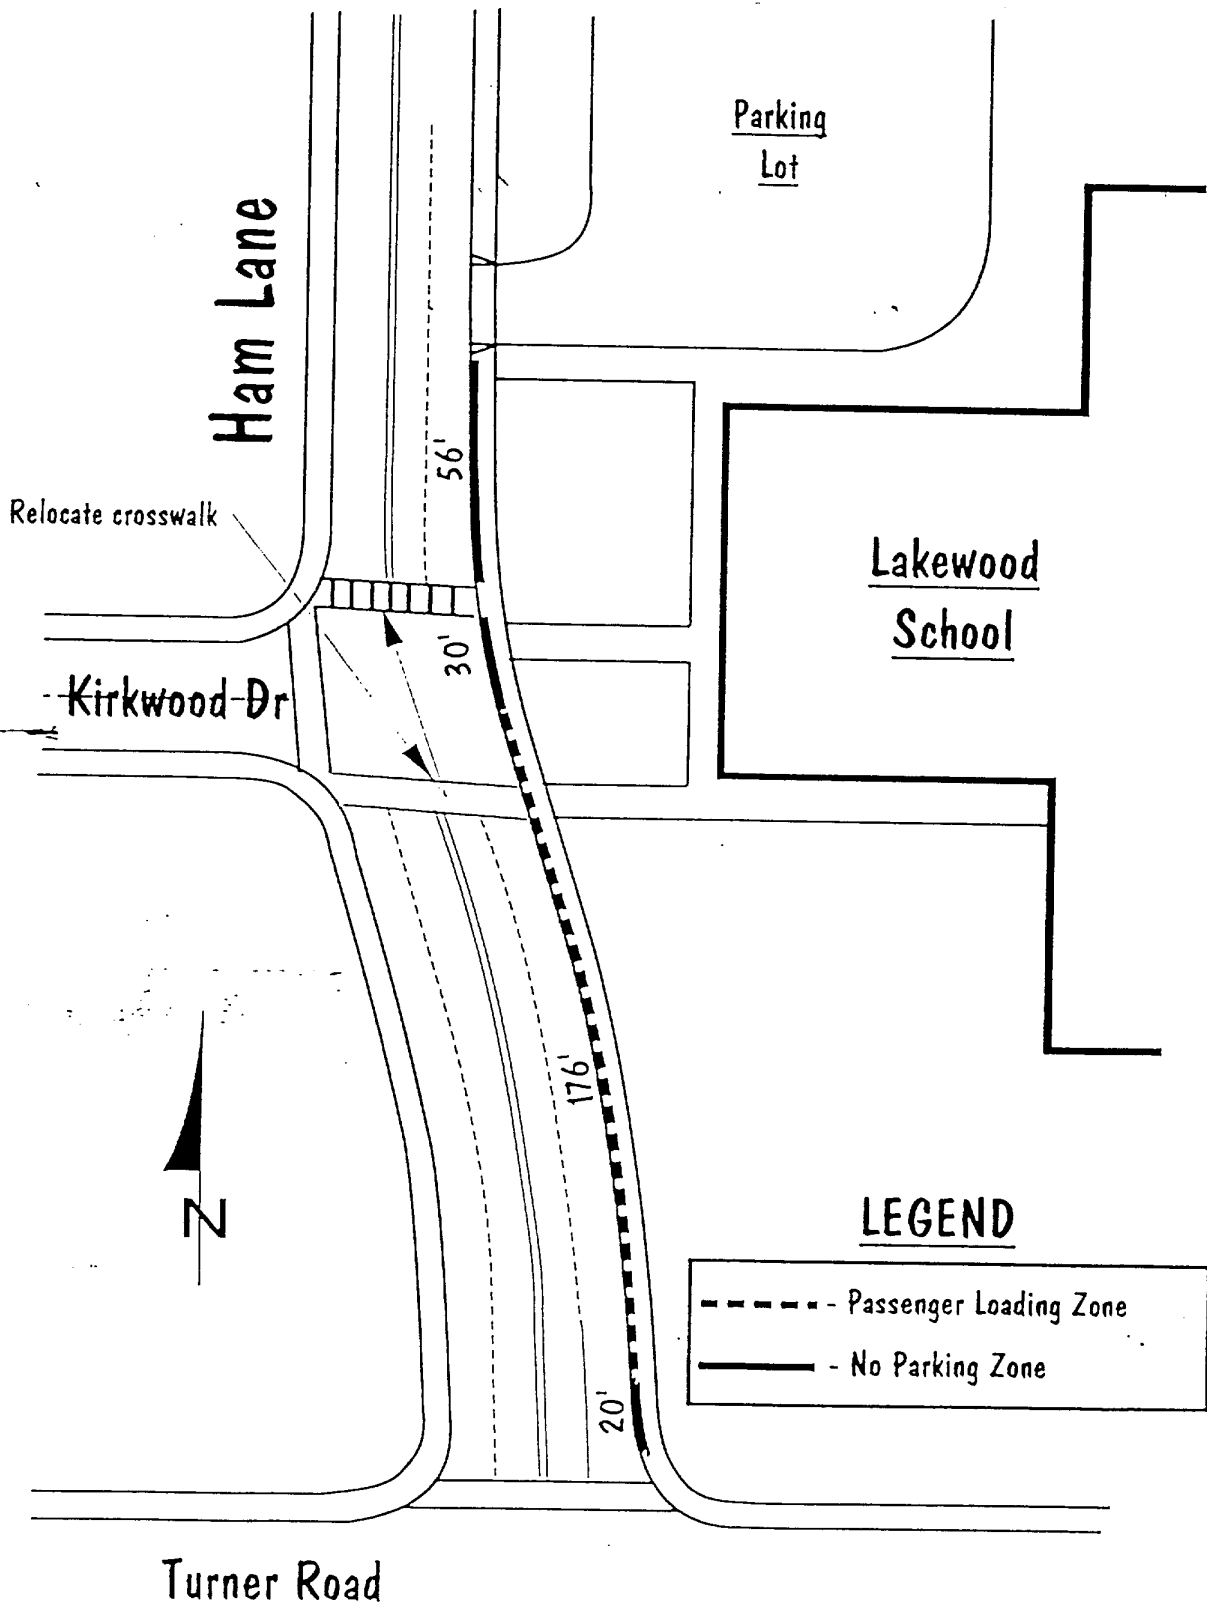 Parking
Lot
Ham Lane
56'
Relocate crosswalk
Lakewood
School
30'
Kirkwood Dr
176'
N
LEGEND
- Passenger Loading Zone
- No Parking Zone
20'
Turner Road